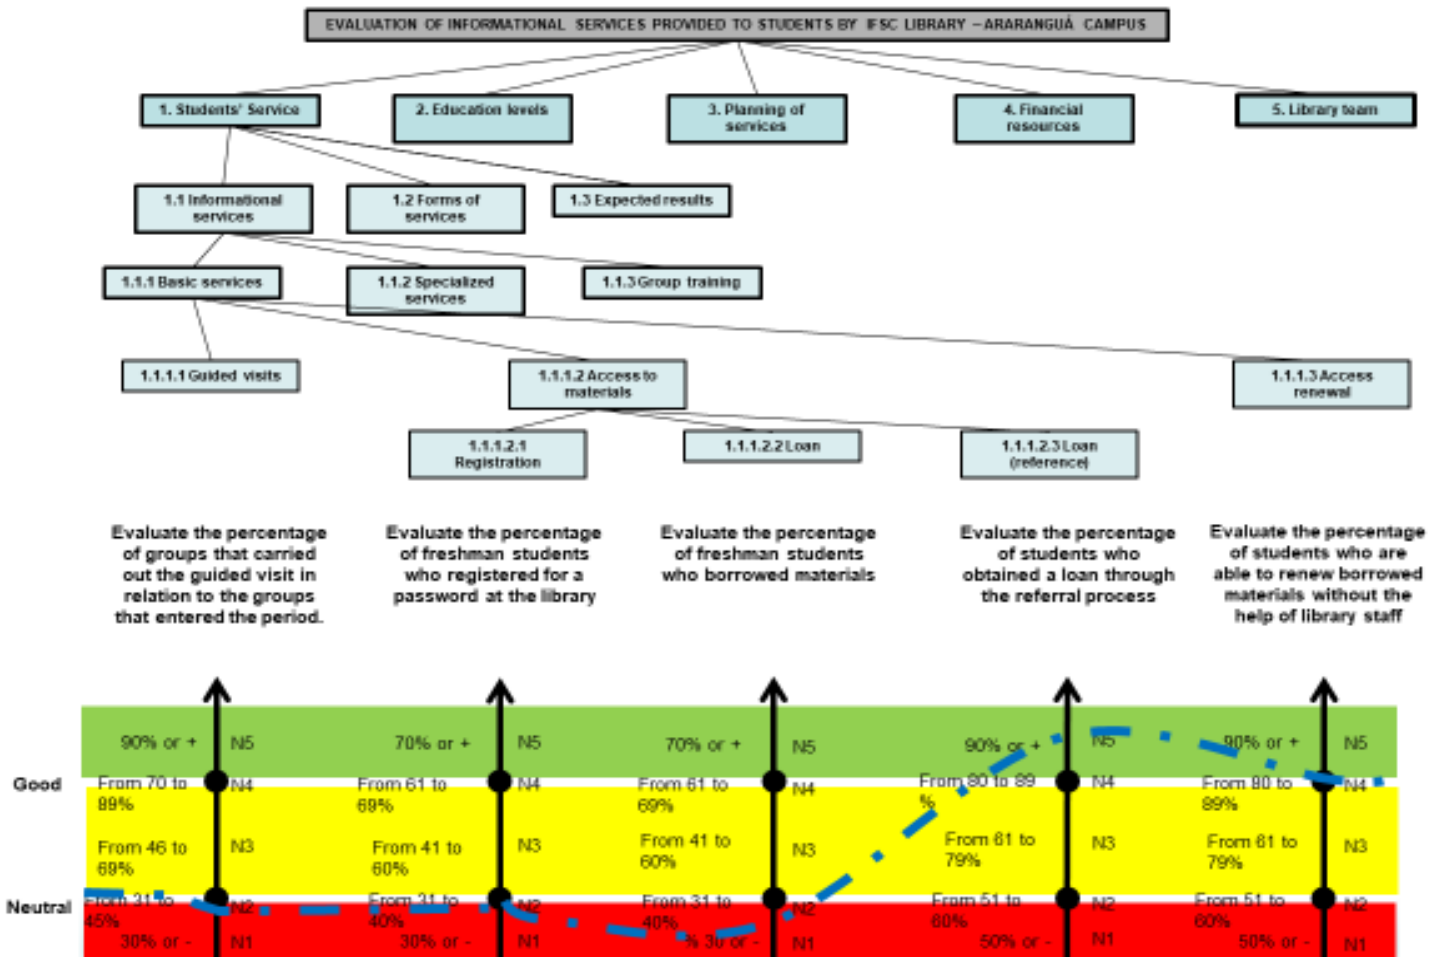 EVALUATION OF INFORMATIONAL SERVICES PROVIDED TO STUDENTS BY IFSC LIBRARY – ARARANGUÁ CAMPUS
1. Students' Service
2. Education levels
3. Planning of
services
4. Financial
resources
5. Library team
1.1 Informational
services
1.2 Forms of
services
1.3 Expected results
1.1.1 Basic services
1.1.2 Specialized
services
1.1.3 Group training
1.1.1.1 Guided visits
1.1.1.2 Access to
materials
1.1.1.3 Access
renewal
1.1.1.2.1
Registration
1.1.1.2.2 Loan
1.1.1.2.3 Loan
(reference)
Evaluate the percentage
of groups that carried
out the guided visit in
relation to the groups
that entered the period.
Evaluate the percentage
of freshman students
who registered for a
password at the library
Evaluate the percentage
of freshman students
who borrowed materials
Evaluate the percentage
of students who
obtained a loan through
the referral process
Evaluate the percentage
of students who are
able to renew borrowed
materials without the
help of library staff
90% or +
N5
70% or +
N5
70% or +
N5
90% or +
N5
90% or +
N5
Good
From 70 to
89%
N4
From 61 to
69%
N4
From 61 to
69%
N4
From 80 to 89
%
N4
From 80 to
89%
N4
From 46 to
69%
N3
From 41 to
60%
N3
From 41 to
60%
N3
From 61 to
79%
N3
From 61 to
79%
N3
Neutral
From 31 to
45%
N2
From 31 to
40%
N2
From 31 to
40%
N2
From 51 to
60%
N2
From 51 to
60%
N2
30% or -
N1
30% or -
N1
% 30 or -
N1
50% or -
N1
50% or -
N1